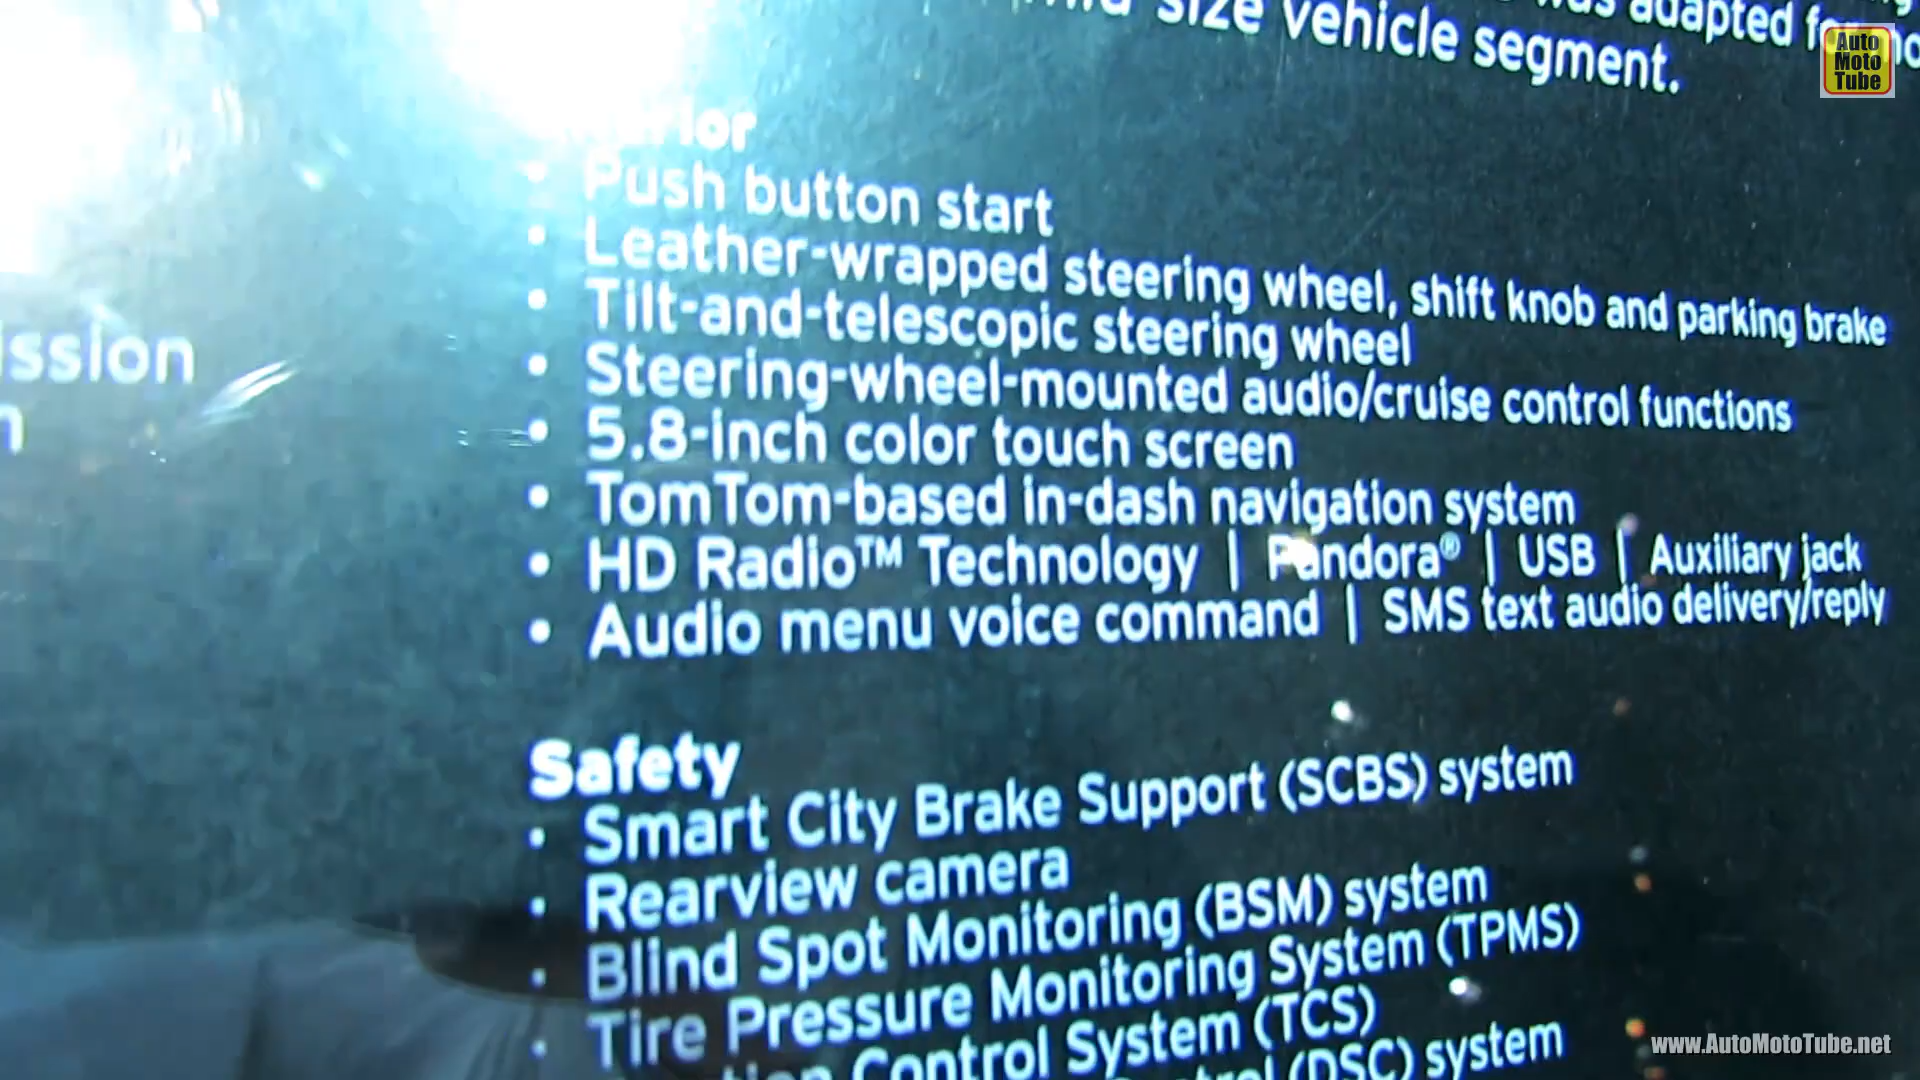 size vehicle segment.
was adapted
Auto
Moto
Tube
Push button start
Leather-wrapped steering wheel, shift knob and parking brake
Tilt-and-telescopic steering wheel
Steering-wheel-mounted audio/cruise control functions
5.8-inch color touch screen
TomTom-based in-dash navigation system
HD Radio™ Technology | Pandora® | USB | Auxiliary jack
Audio menu voice command | SMS text audio delivery/reply
Safety
Smart City Brake Support (SCBS) system
Rearview camera
Blind Spot Monitoring (BSM) system
Tire Pressure Monitoring System (TPMS)
Control System (TCS)
(DSC) system
www.AutoMotoTube.net